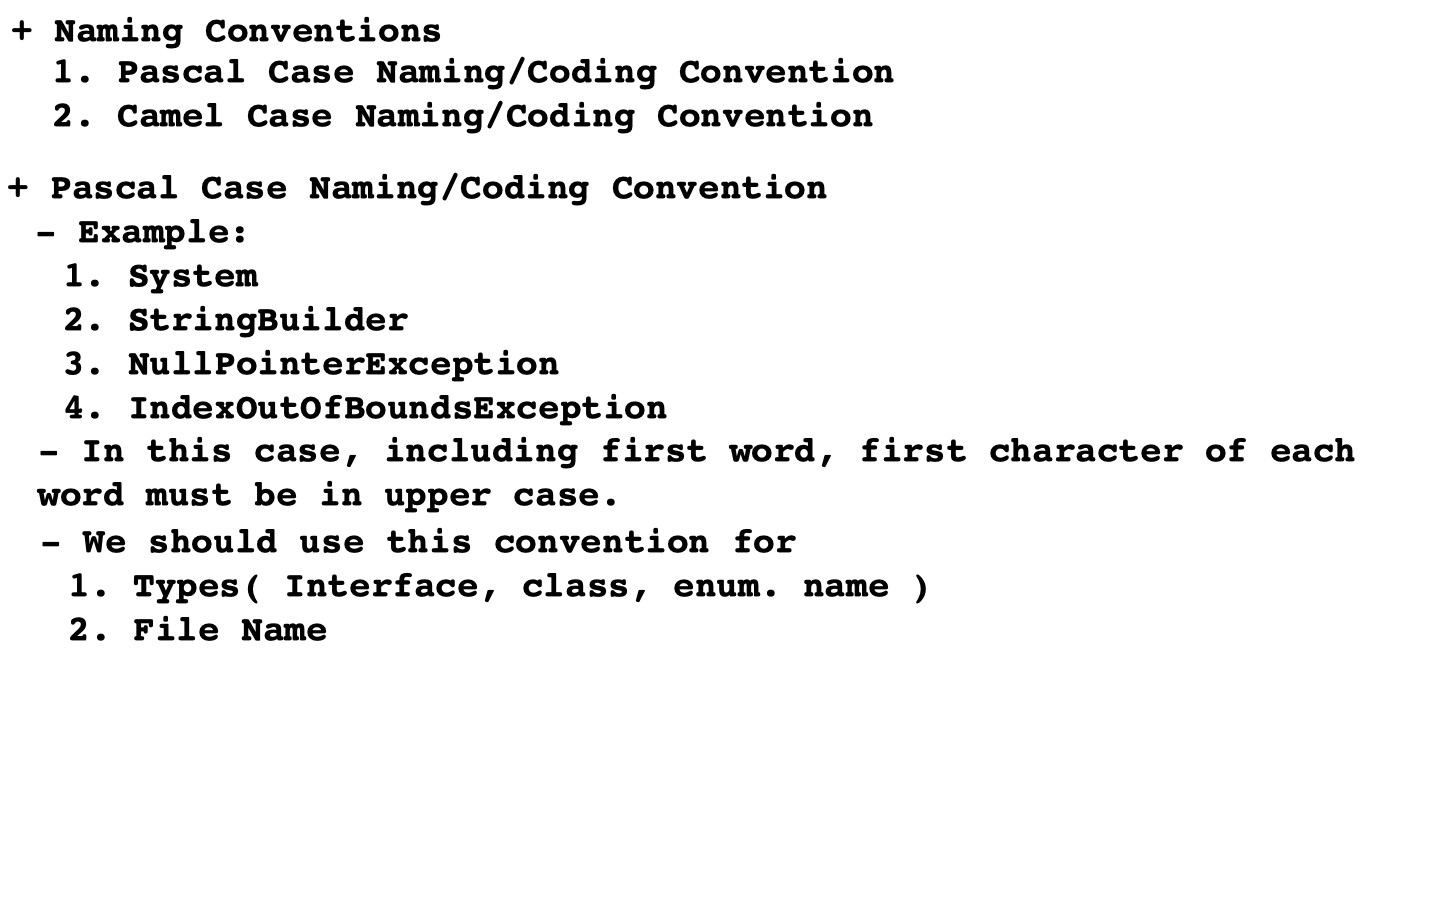 + Naming Conventions
1. Pascal Case Naming/Coding Convention
2. Camel Case Naming/Coding Convention
+ Pascal Case Naming/Coding Convention
- Example:
1. System
2. StringBuilder
3. NullPointerException
4. IndexOutOfBoundsException
- In this case, including first word, first character of each
word must be in upper case.
- We should use this convention for
1. Types( Interface, class, enum. name )
2. File Name